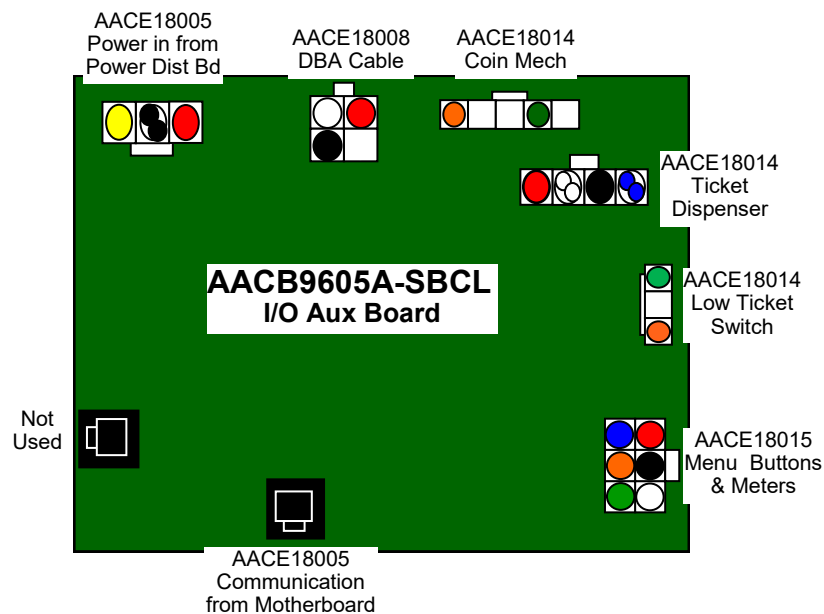 AACE18005
Power in from
Power Dist Bd
AACE18008
DBA Cable
AACE18014
Coin Mech
AACE18014
Ticket
Dispenser
AACB9605A-SBCL
I/O Aux Board
AACE18014
Low Ticket
Switch
Not
Used
AACE18015
Menu Buttons
& Meters
AACE18005
Communication
from Motherboard